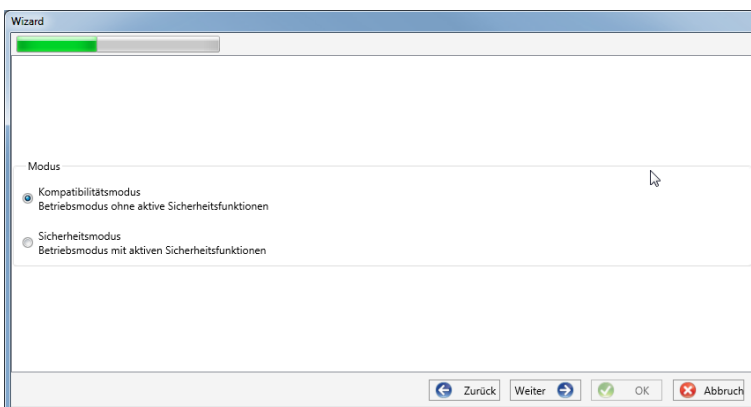 Wizard
Modus
Kompatibilitätsmodus
Betriebsmodus ohne aktive Sicherheitsfunktionen
Sicherheitsmodus
Betriebsmodus mit aktiven Sicherheitsfunktionen
Zurück Weiter OK Abbruch